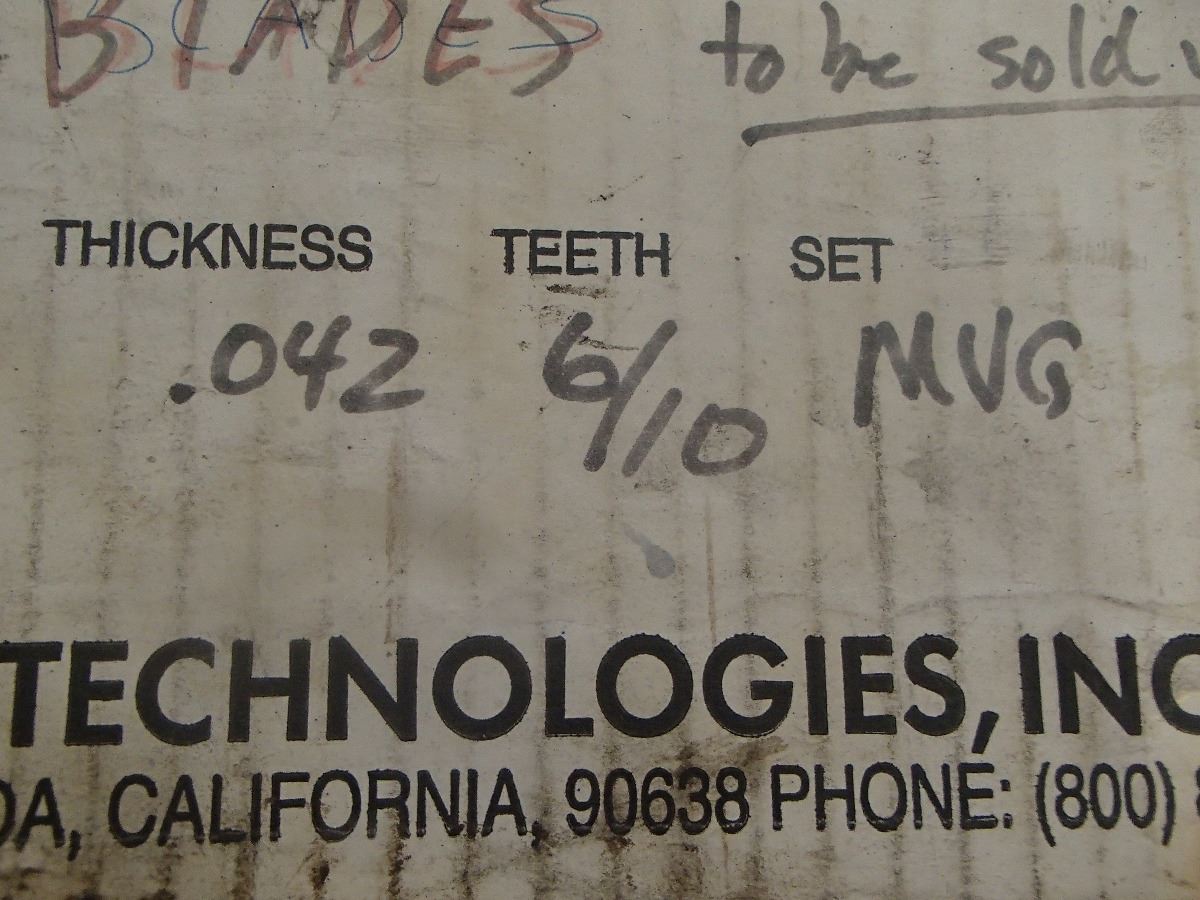 BLADES to be sold
THICKNESS TEETH SET
.042 6/10 MVG
TECHNOLOGIES, INC
DA, CALIFORNIA, 90638 PHONE: (800)